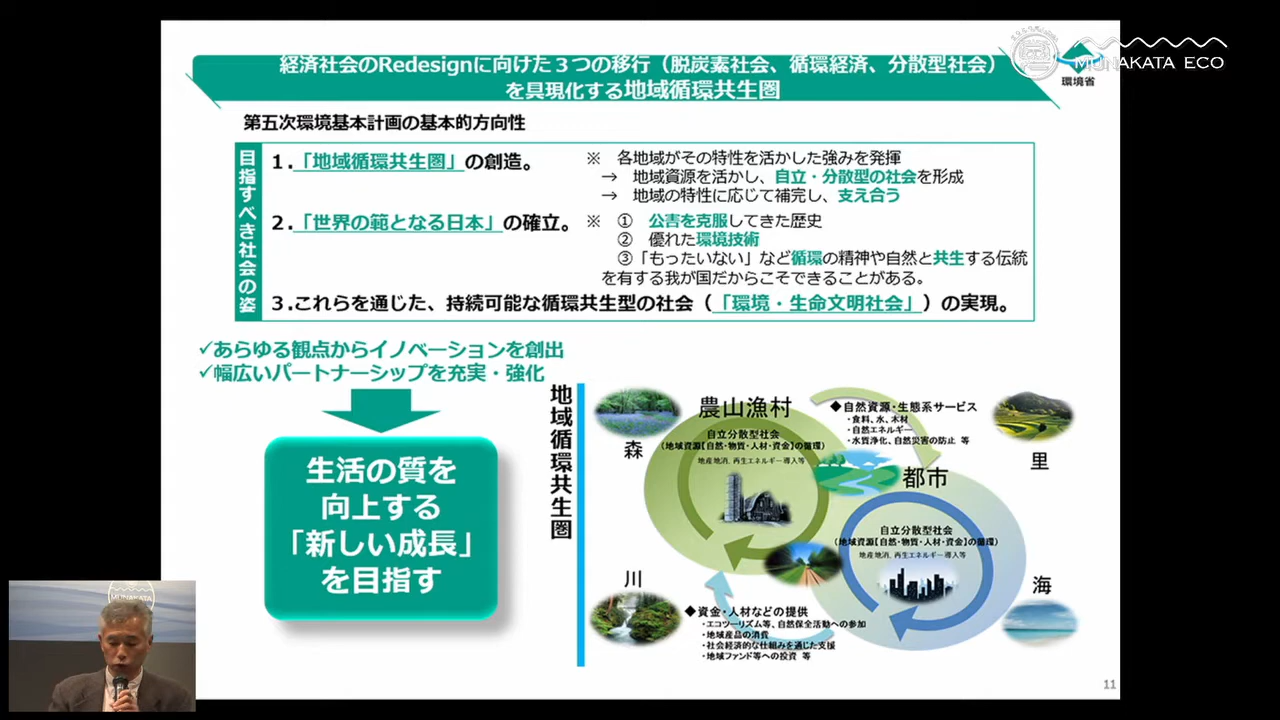 経済社会のRedesignに向けた３つの移行（脱炭素社会、循環経済、分散型社会）
を具現化する地域循環共生圏
MUNAKATA ECO
環境省
第五次環境基本計画の基本的方向性
目指すべき社会の姿
１.「地域循環共生圏」の創造。
※ 各地域がその特性を活かした強みを発揮
→ 地域資源を活かし、自立・分散型の社会を形成
→ 地域の特性に応じて補完し、支え合う
２.「世界の範となる日本」の確立。
※ ① 公害を克服してきた歴史
② 優れた環境技術
③「もったいない」など循環の精神や自然と共生する伝統
を有する我が国だからこそできることがある。
３.これらを通じた、持続可能な循環共生型の社会（「環境・生命文明社会」）の実現。
✓あらゆる観点からイノベーションを創出
✓幅広いパートナーシップを充実・強化
生活の質を
向上する
「新しい成長」
を目指す
地域循環共生圏
農山漁村
自立分散型社会
（地域資源【自然・物質・人材・資金】の循環）
地産地消、再生エネルギー導入等
森
◆自然資源・生態系サービス
・食料、水、木材
・自然エネルギー
・水質浄化、自然災害の防止 等
里
都市
自立分散型社会
（地域資源【自然・物質・人材・資金】の循環）
地産地消、再生エネルギー導入等
川
海
◆資金・人材などの提供
・エコツーリズム等、自然保全活動への参加
・地域産品の消費
・社会経済的な仕組みを通じた支援
・地域ファンド等への投資 等
MUNAKATA
11